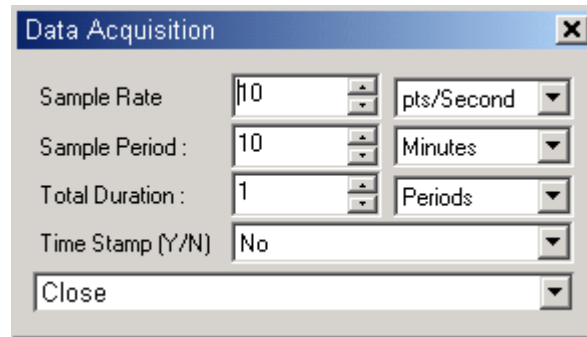 Data Acquisition
Sample Rate 10 pts/Second
Sample Period : 10 Minutes
Total Duration : 1 Periods
Time Stamp (Y/N) No
Close